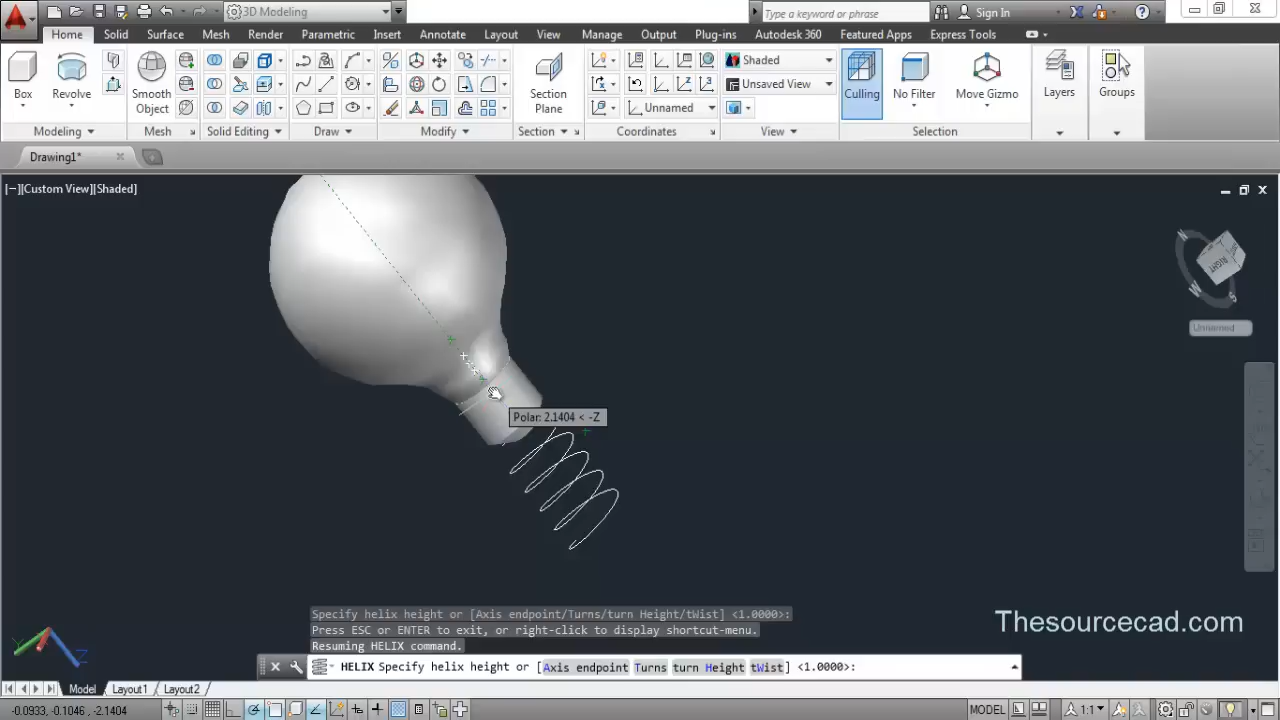 3D Modeling
Type a keyword or phrase
Sign In
Home Solid Surface Mesh Render Parametric Insert Annotate Layout View Manage Output Plug-ins Autodesk 360 Featured Apps Express Tools
Box Revolve Smooth Object Section Plane Unnamed Shaded Unsaved View Culling No Filter Move Gizmo Layers Groups
Modeling Mesh Solid Editing Draw Modify Section Coordinates View Selection
Drawing1*
[−][Custom View][Shaded]
RIGHT
W S
Unnamed
Polar: 2.1404 < -Z
Specify helix height or [Axis endpoint/Turns/turn Height/tWist] <1.0000>:
Press ESC or ENTER to exit, or right-click to display shortcut-menu.
Resuming HELIX command.
Thesourcecad.com
HELIX Specify helix height or [Axis endpoint Turns turn Height tWist] <1.0000>:
Y Z
Model Layout1 Layout2
-0.0933, -0.1046, -2.1404
MODEL 1:1